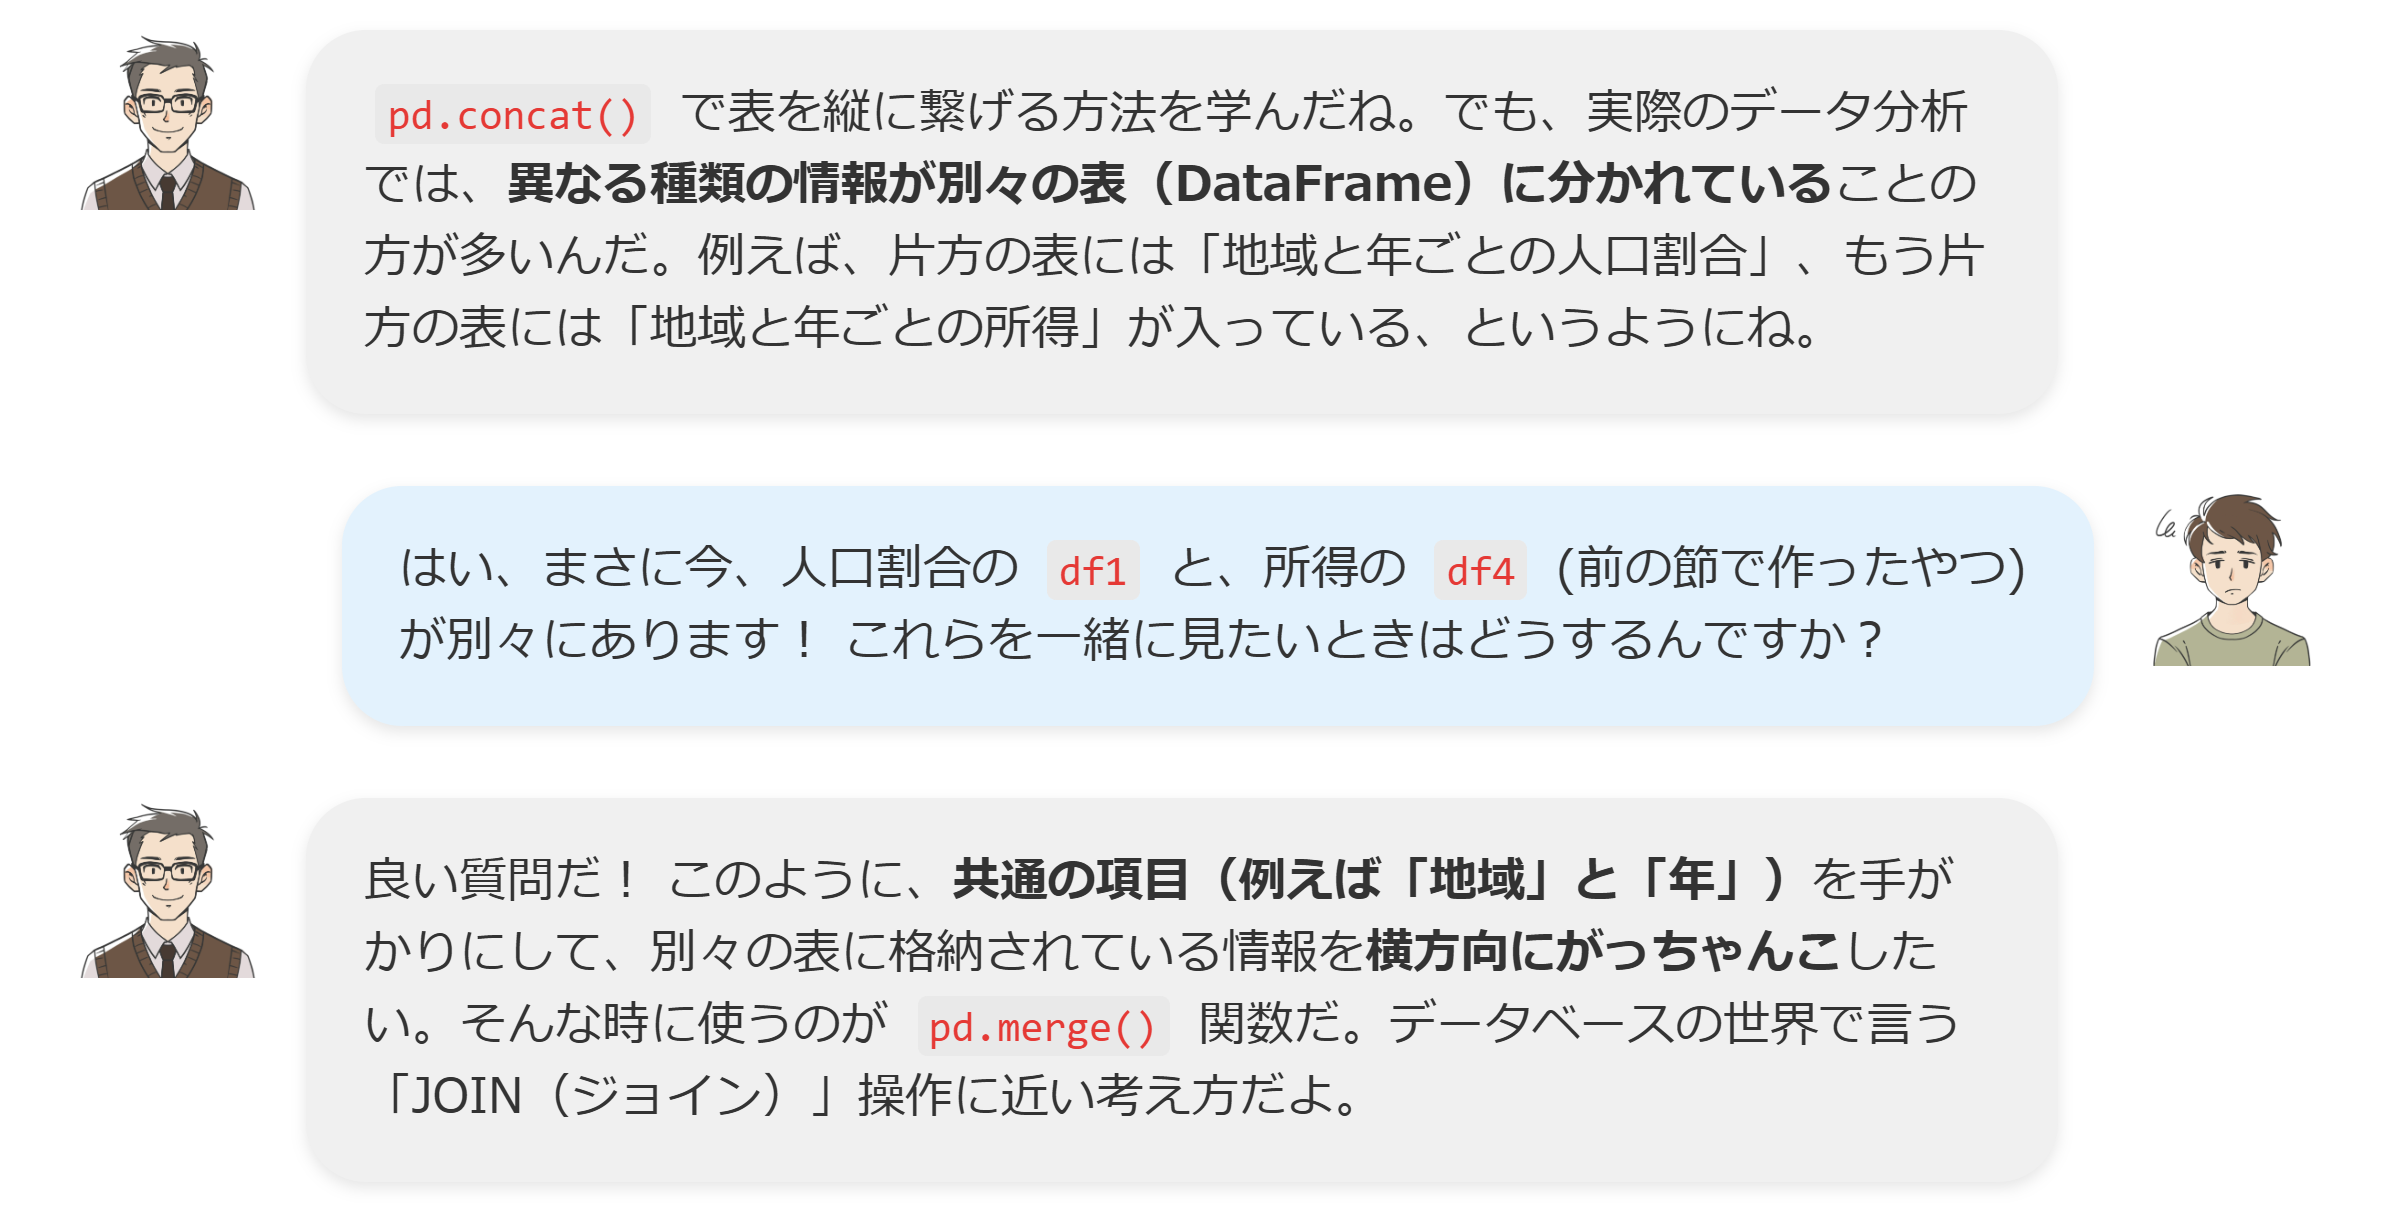 pd.concat() で表を縦に繋げる方法を学んだね。でも、実際のデータ分析
では、異なる種類の情報が別々の表（DataFrame）に分かれていることの
方が多いんだ。例えば、片方の表には「地域と年ごとの人口割合」、もう片
方の表には「地域と年ごとの所得」が入っている、というようにね。
はい、まさに今、人口割合の df1 と、所得の df4 (前の節で作ったやつ)
が別々にあります！ これらを一緒に見たいときはどうするんですか？
良い質問だ！ このように、共通の項目（例えば「地域」と「年」）を手が
かりにして、別々の表に格納されている情報を横方向にがっちゃんこした
い。そんな時に使うのが pd.merge() 関数だ。データベースの世界で言う
「JOIN（ジョイン）」操作に近い考え方だよ。